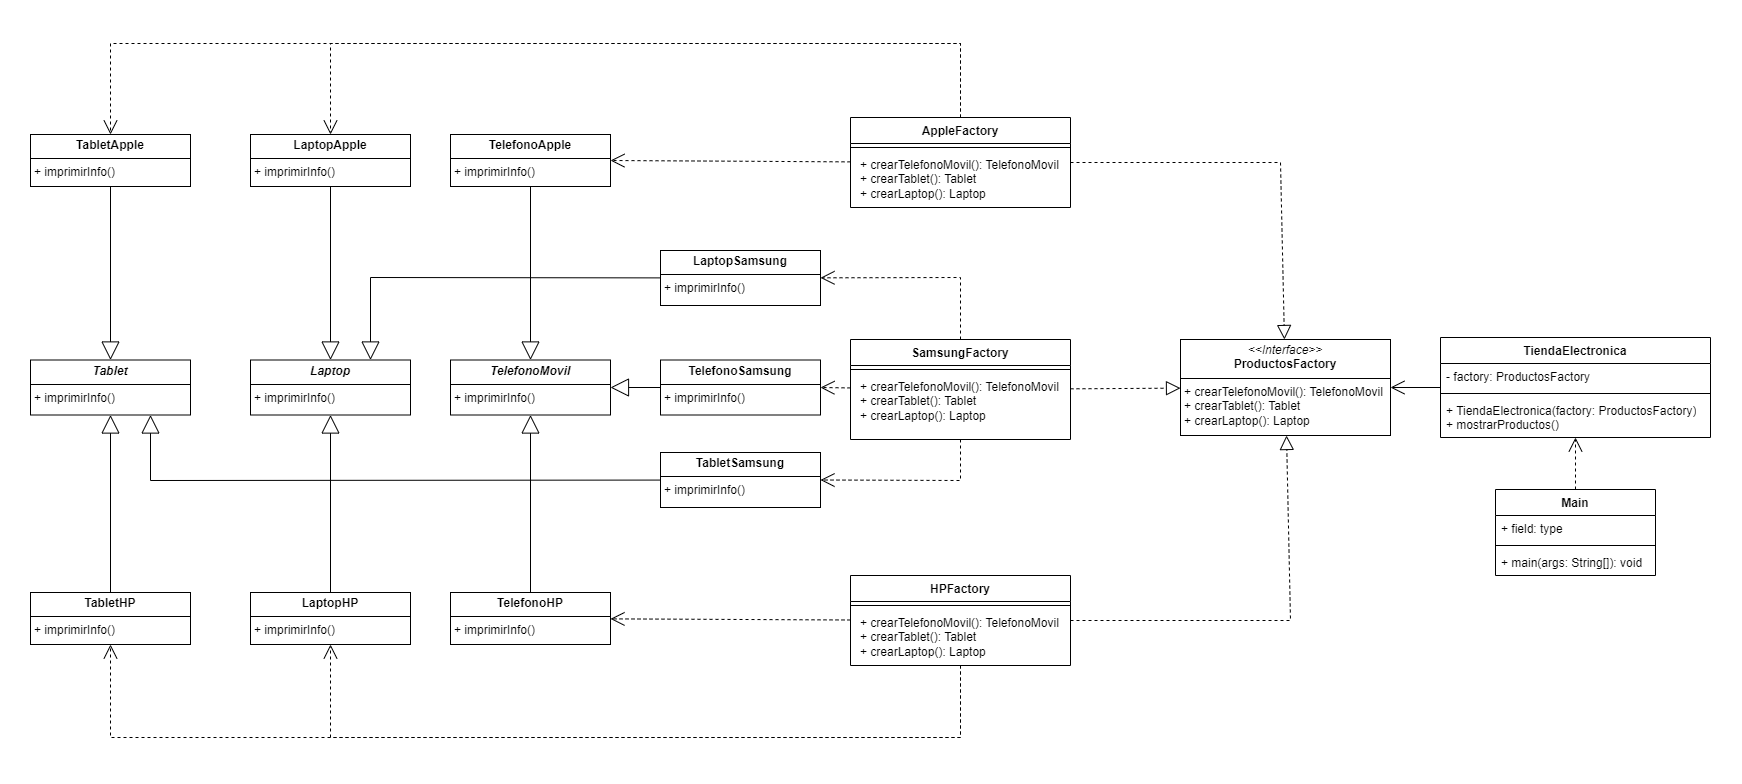 TabletApple
+ imprimirInfo()
LaptopApple
+ imprimirInfo()
TelefonoApple
+ imprimirInfo()
AppleFactory
+ crearTelefonoMovil(): TelefonoMovil
+ crearTablet(): Tablet
+ crearLaptop(): Laptop
LaptopSamsung
+ imprimirInfo()
Tablet
+ imprimirInfo()
Laptop
+ imprimirInfo()
TelefonoMovil
+ imprimirInfo()
TelefonoSamsung
+ imprimirInfo()
SamsungFactory
+ crearTelefonoMovil(): TelefonoMovil
+ crearTablet(): Tablet
+ crearLaptop(): Laptop
<<Interface>>
ProductosFactory
+ crearTelefonoMovil(): TelefonoMovil
+ crearTablet(): Tablet
+ crearLaptop(): Laptop
TiendaElectronica
- factory: ProductosFactory
+ TiendaElectronica(factory: ProductosFactory)
+ mostrarProductos()
TabletSamsung
+ imprimirInfo()
Main
+ field: type
+ main(args: String[]): void
TabletHP
+ imprimirInfo()
LaptopHP
+ imprimirInfo()
TelefonoHP
+ imprimirInfo()
HPFactory
+ crearTelefonoMovil(): TelefonoMovil
+ crearTablet(): Tablet
+ crearLaptop(): Laptop